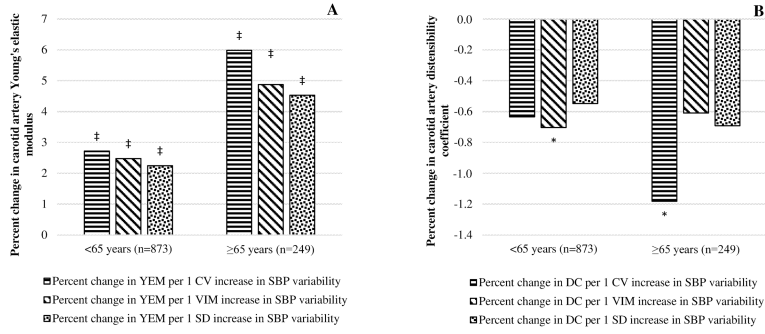 A
Percent change in carotid artery Young's elastic
modulus
7
6
5
4
3
2
1
0
‡
‡
‡
‡
‡
‡
<65 years (n=873)
≥65 years (n=249)
Percent change in YEM per 1 CV increase in SBP variability
Percent change in YEM per 1 VIM increase in SBP variability
Percent change in YEM per 1 SD increase in SBP variability
B
Percent change in carotid artery distensibility
coefficient
0.0
-0.2
-0.4
-0.6
-0.8
-1.0
-1.2
-1.4
*
*
<65 years (n=873)
≥65 years (n=249)
Percent change in DC per 1 CV increase in SBP variability
Percent change in DC per 1 VIM increase in SBP variability
Percent change in DC per 1 SD increase in SBP variability